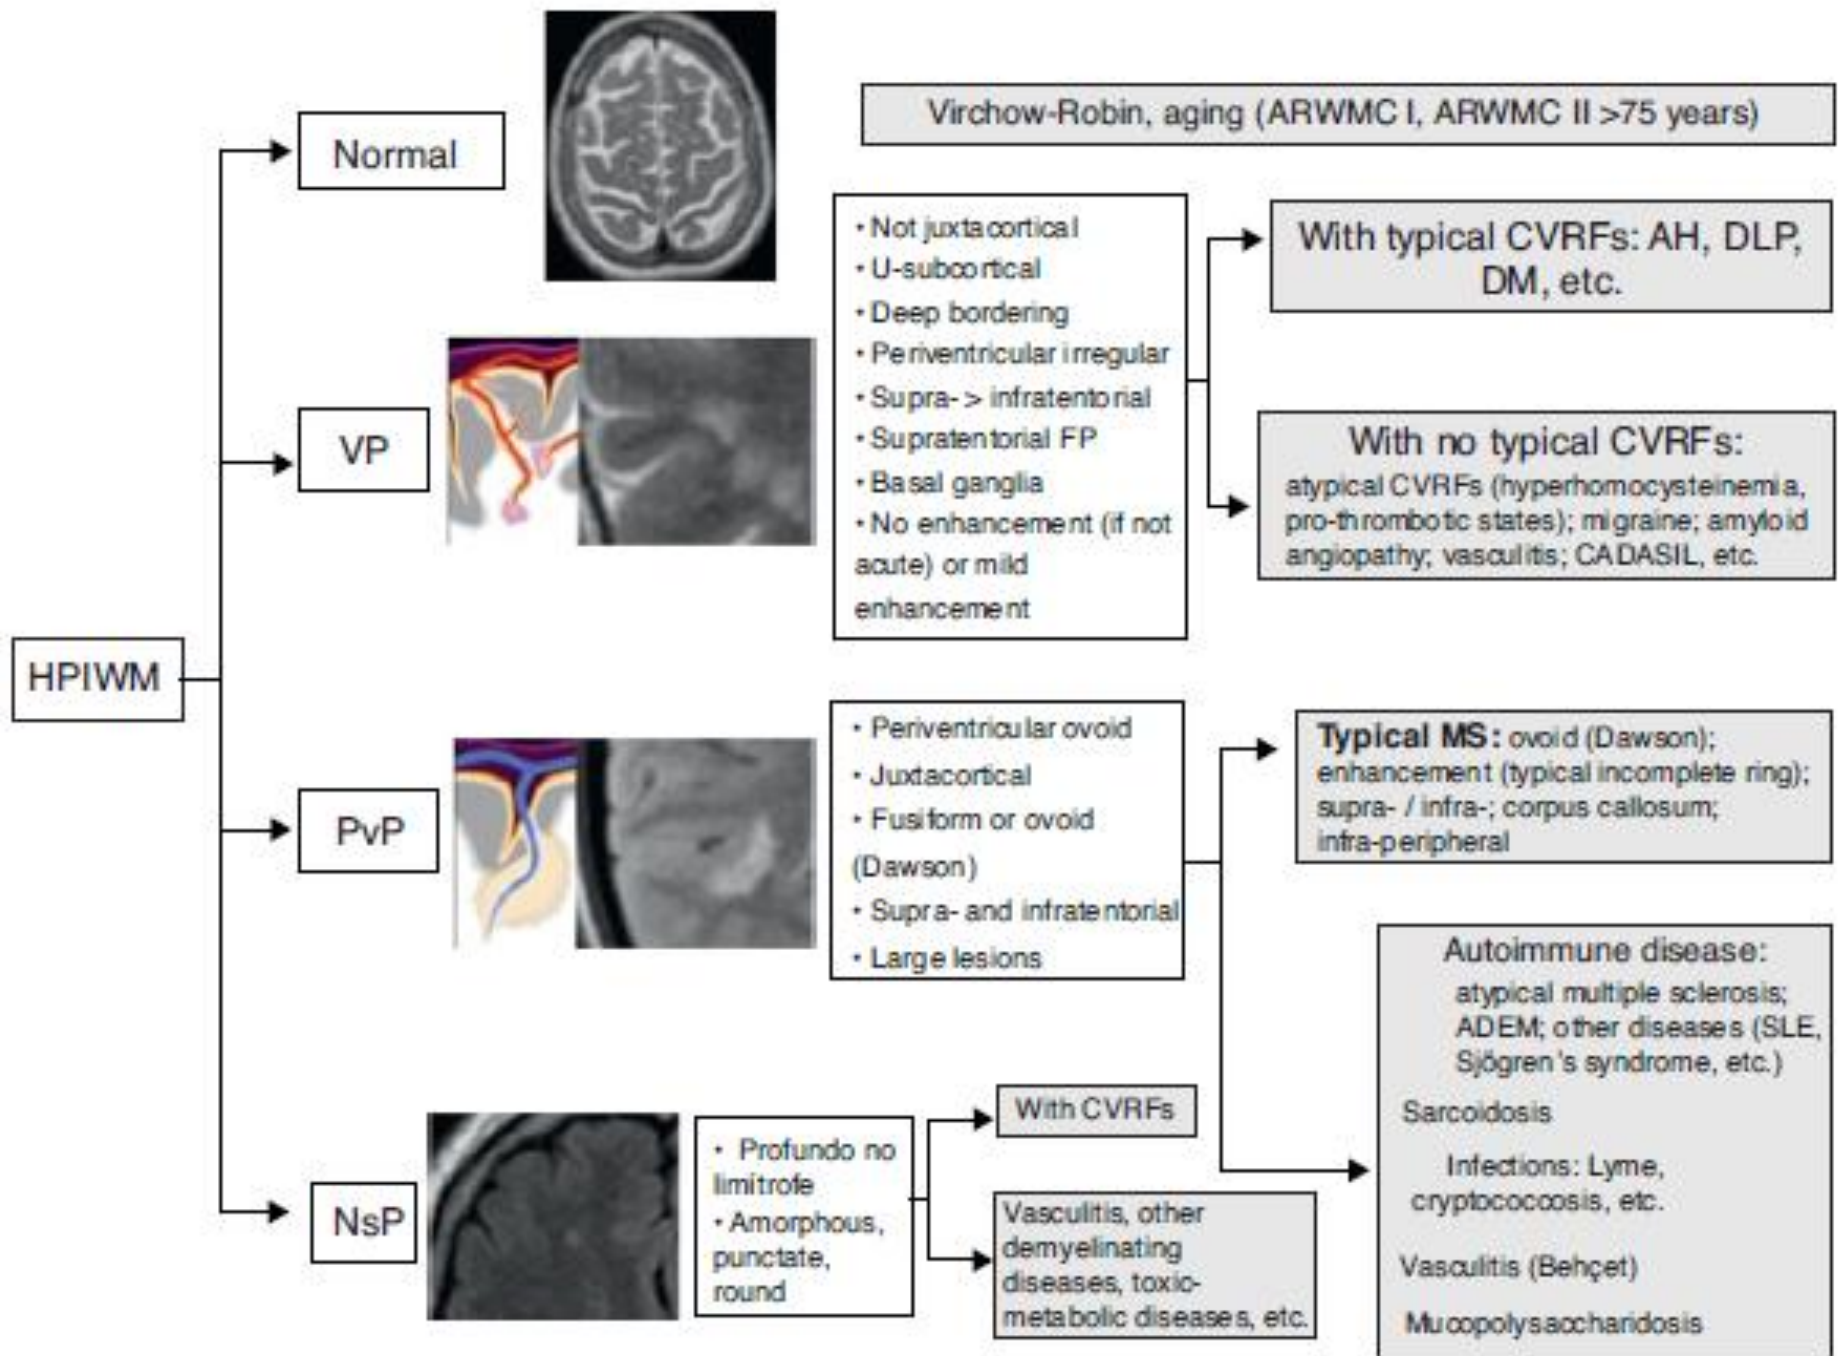 Normal
Virchow-Robin, aging (ARWMC I, ARWMC II >75 years)
HPIWM
VP
• Not juxtacortical
• U-subcortical
• Deep bordering
• Periventricular irregular
• Supra- > infratentorial
• Supratentorial FP
• Basal ganglia
• No enhancement (if not
acute) or mild
enhancement
With typical CVRFs: AH, DLP,
DM, etc.
With no typical CVRFs:
atypical CVRFs (hyperhomocysteinemia,
pro-thrombotic states); migraine; amyloid
angiopathy; vasculitis; CADASIL, etc.
PvP
• Periventricular ovoid
• Juxtacortical
• Fusiform or ovoid
(Dawson)
• Supra- and infratentorial
• Large lesions
Typical MS: ovoid (Dawson);
enhancement (typical incomplete ring);
supra- / infra-; corpus callosum;
infra-peripheral
Autoimmune disease:
atypical multiple sclerosis;
ADEM; other diseases (SLE,
Sjögren's syndrome, etc.)
Sarcoidosis
Infections: Lyme,
cryptococcosis, etc.
Vasculitis (Behçet)
Mucopolysaccharidosis
NsP
• Profundo no
limítrofe
• Amorphous,
punctate,
round
With CVRFs
Vasculitis, other
demyelinating
diseases, toxic-
metabolic diseases, etc.